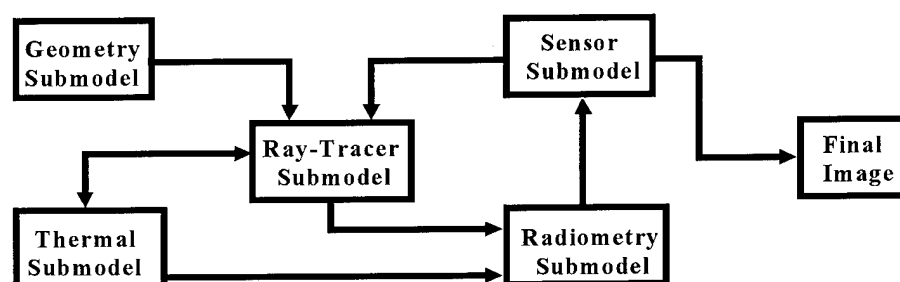 Geometry
Submodel
Sensor
Submodel
Ray-Tracer
Submodel
Final
Image
Thermal
Submodel
Radiometry
Submodel